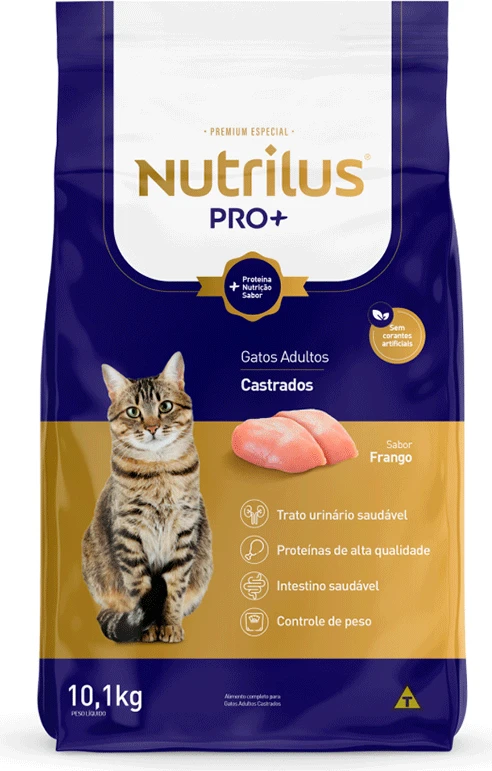 • PREMIUM ESPECIAL •
Nutrilus®
PRO+
+ Proteína
Nutrição
Sabor
Sem
corantes
artificiais
Gatos Adultos
Castrados
Sabor
Frango
Trato urinário saudável
Proteínas de alta qualidade
Intestino saudável
Controle de peso
10,1kg
PESO LÍQUIDO
Alimento completo para
Gatos Adultos Castrados
T